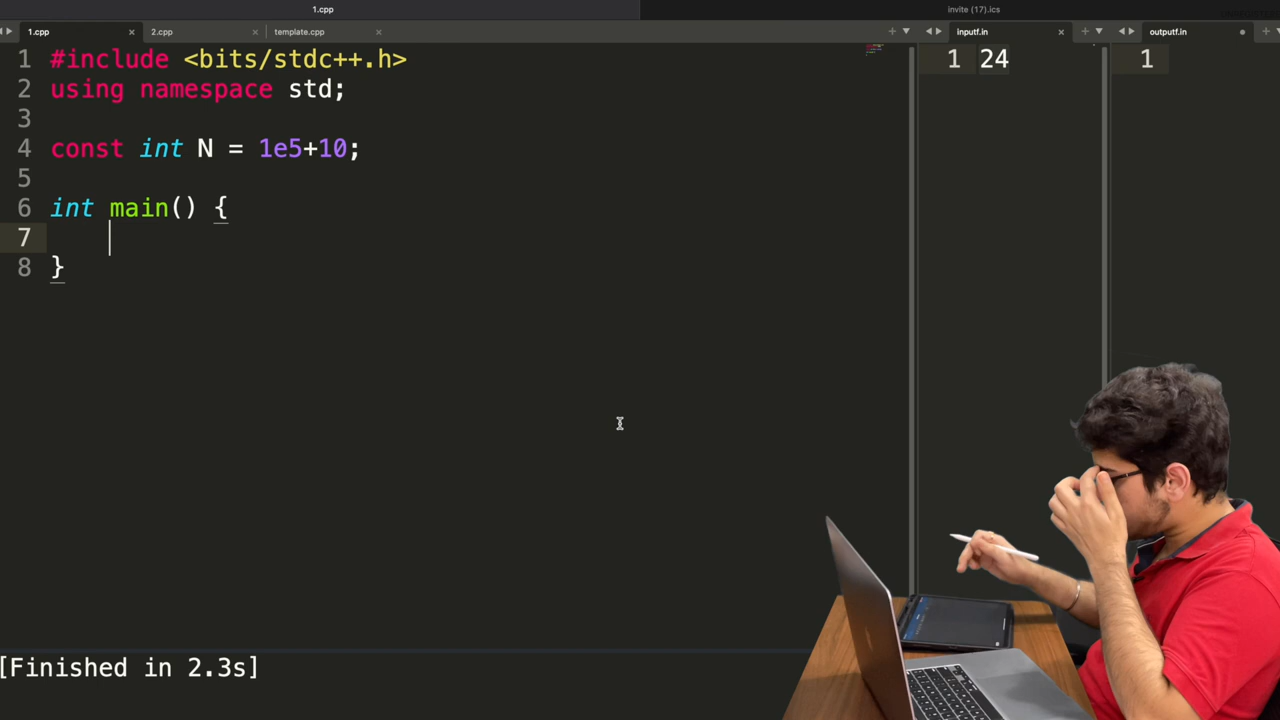 1.cpp
invite (17).ics
1.cpp
2.cpp
template.cpp
inputf.in
outputf.in
1 #include <bits/stdc++.h>
2 using namespace std;
3
4 const int N = 1e5+10;
5
6 int main() {
7
8 }
1 24
1
[Finished in 2.3s]